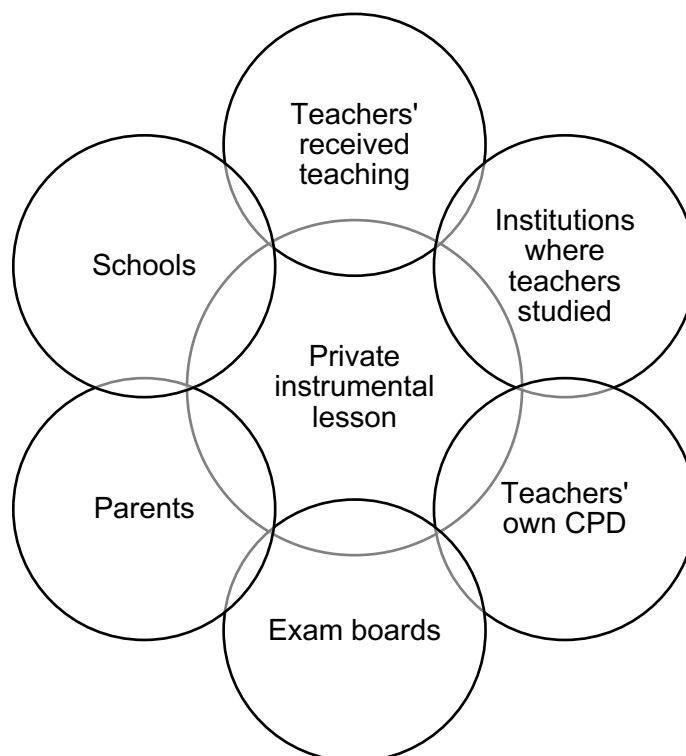 Teachers'
received
teaching
Institutions
where
teachers
studied
Schools
Private
instrumental
lesson
Parents
Teachers'
own CPD
Exam boards